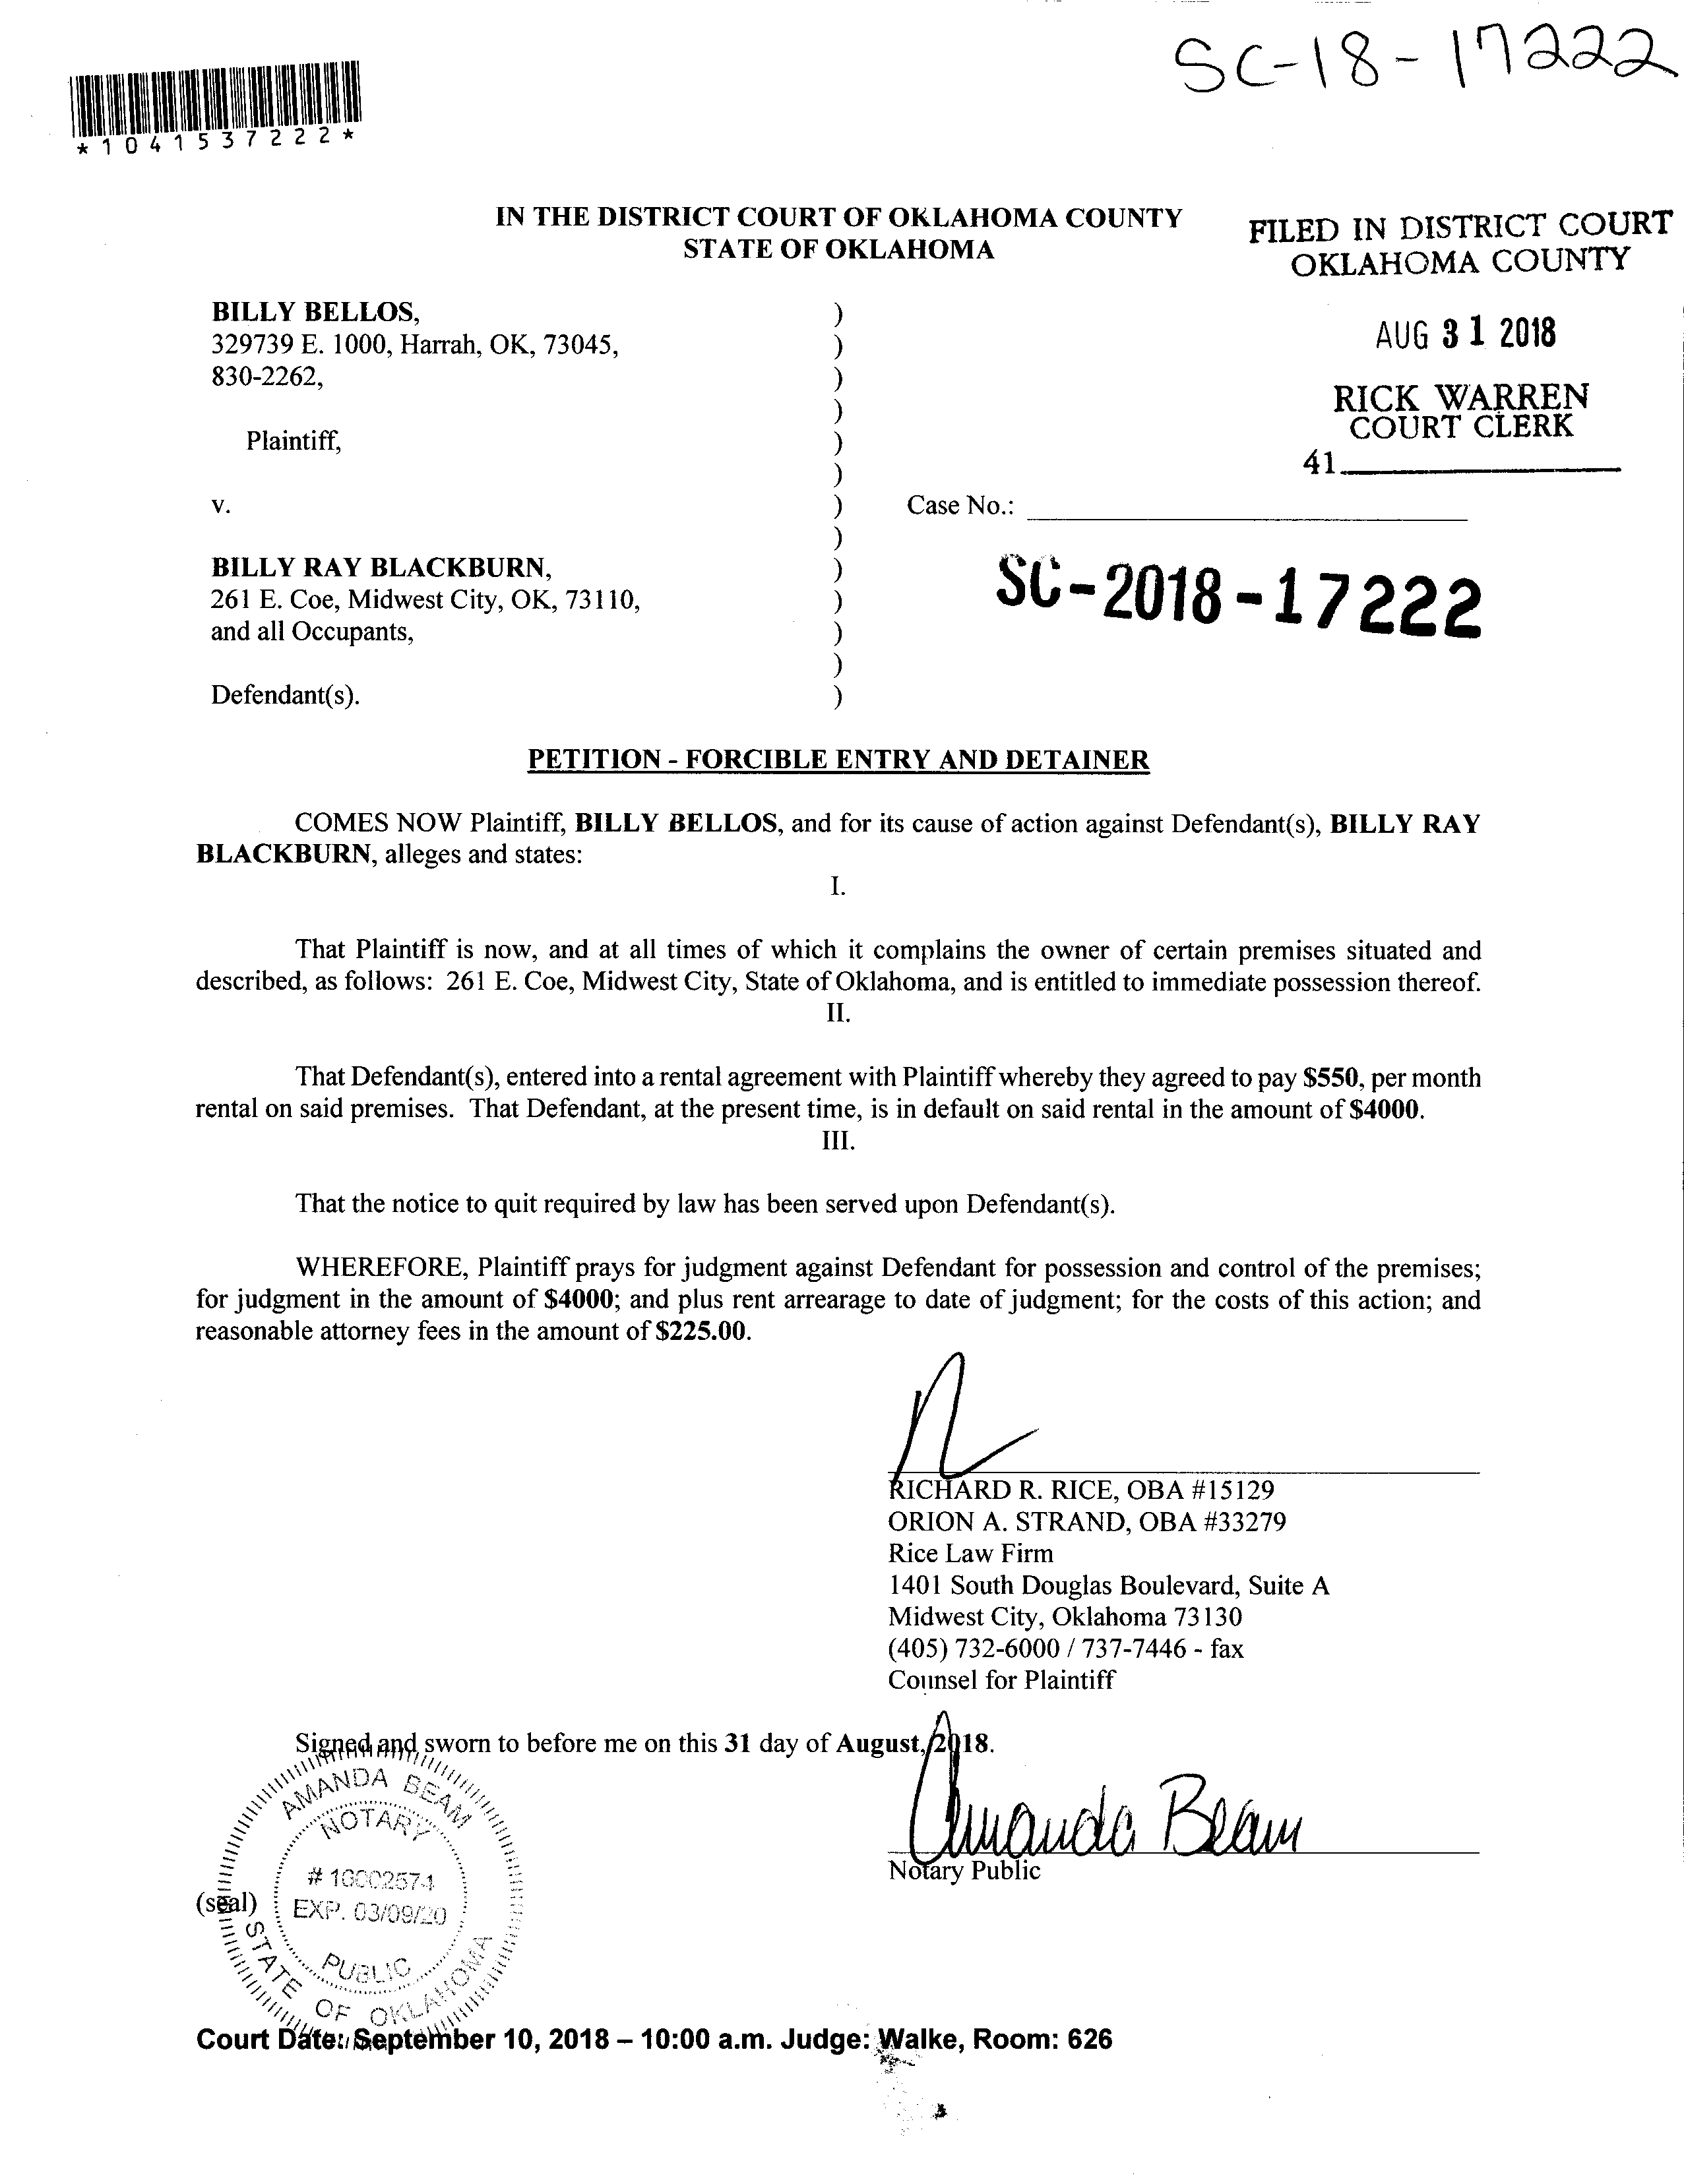 SC-18-17222
*1041537222*
IN THE DISTRICT COURT OF OKLAHOMA COUNTY
STATE OF OKLAHOMA
FILED IN DISTRICT COURT
OKLAHOMA COUNTY
AUG 31 2018
RICK WARREN
COURT CLERK
41
BILLY BELLOS,
329739 E. 1000, Harrah, OK, 73045,
830-2262,
Plaintiff,
v.
Case No.:
SC-2018-17222
BILLY RAY BLACKBURN,
261 E. Coe, Midwest City, OK, 73110,
and all Occupants,
Defendant(s).
PETITION - FORCIBLE ENTRY AND DETAINER
COMES NOW Plaintiff, BILLY BELLOS, and for its cause of action against Defendant(s), BILLY RAY
BLACKBURN, alleges and states:
I.
That Plaintiff is now, and at all times of which it complains the owner of certain premises situated and
described, as follows: 261 E. Coe, Midwest City, State of Oklahoma, and is entitled to immediate possession thereof.
II.
That Defendant(s), entered into a rental agreement with Plaintiff whereby they agreed to pay $550, per month
rental on said premises. That Defendant, at the present time, is in default on said rental in the amount of $4000.
III.
That the notice to quit required by law has been served upon Defendant(s).
WHEREFORE, Plaintiff prays for judgment against Defendant for possession and control of the premises;
for judgment in the amount of $4000; and plus rent arrearage to date of judgment; for the costs of this action; and
reasonable attorney fees in the amount of $225.00.
RICHARD R. RICE, OBA #15129
ORION A. STRAND, OBA #33279
Rice Law Firm
1401 South Douglas Boulevard, Suite A
Midwest City, Oklahoma 73130
(405) 732-6000 / 737-7446 - fax
Counsel for Plaintiff
Signed and sworn to before me on this 31 day of August, 2018.
Amanda Beam
Notary Public
(seal)
AMANDA BEAM
NOTARY
EXP. 03/09/20
PUBLIC
STATE OF OKLAHOMA
Court Date: September 10, 2018 – 10:00 a.m. Judge: Walke, Room: 626